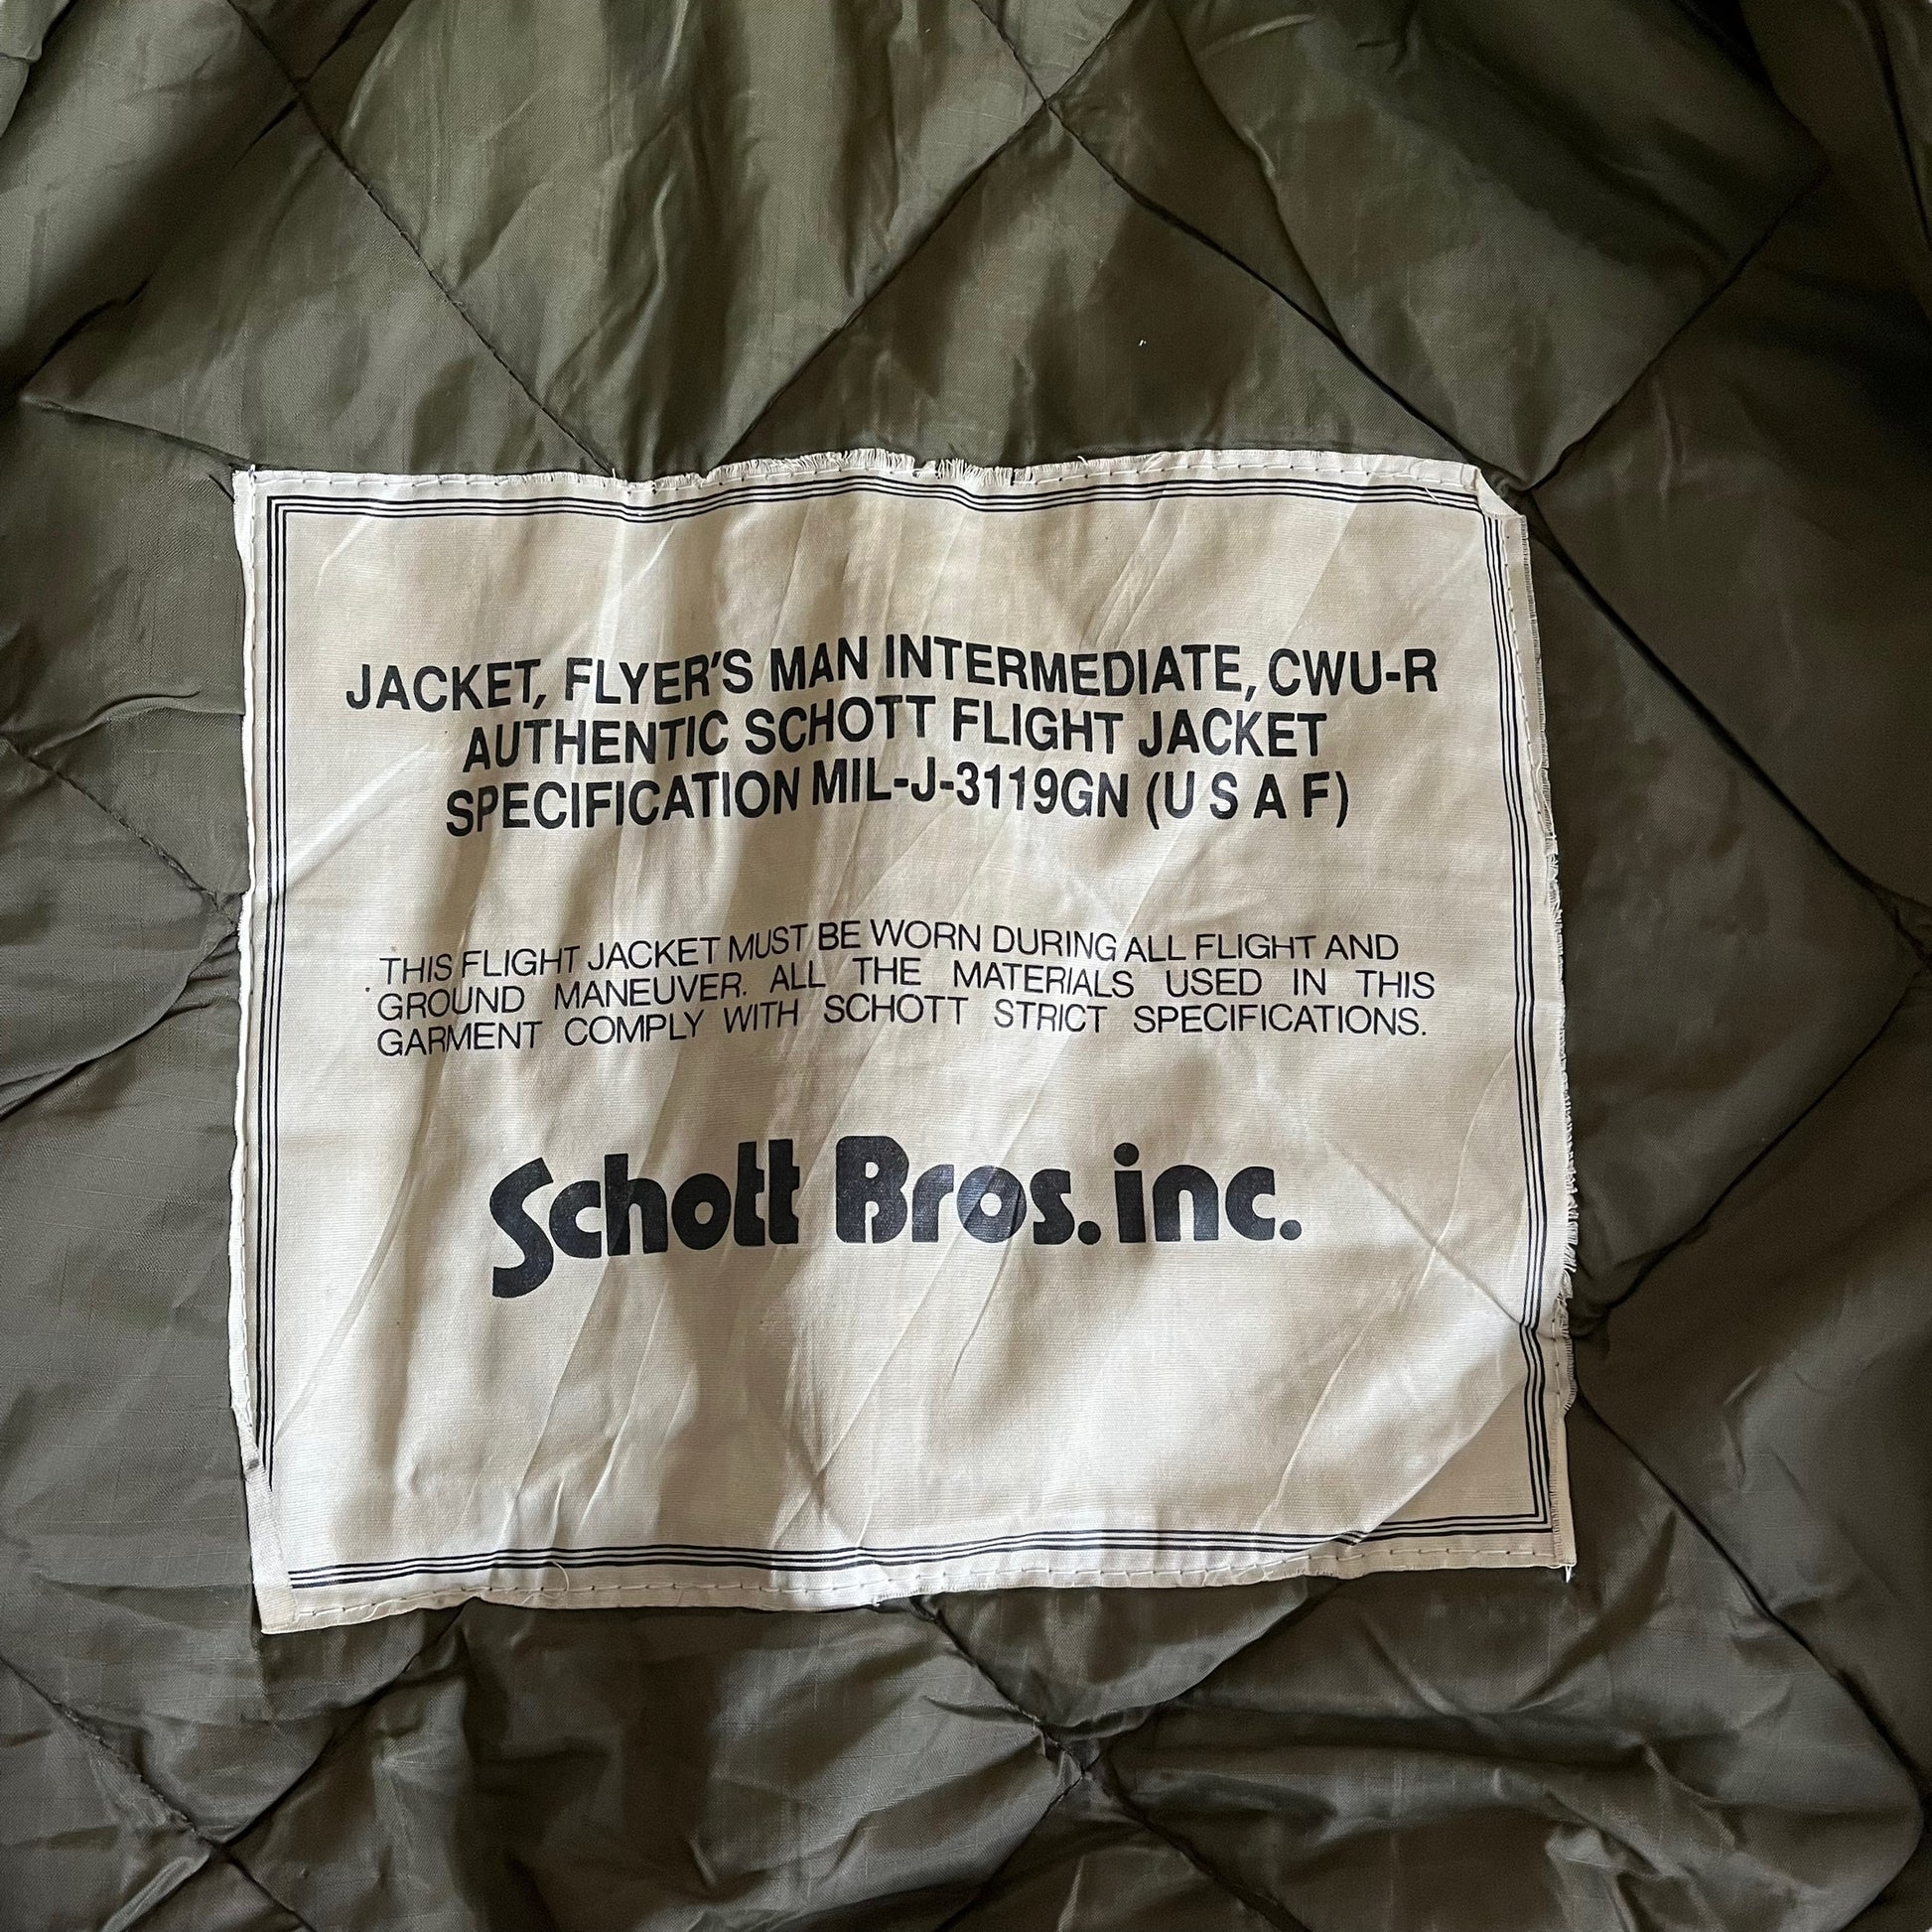 JACKET, FLYER'S MAN INTERMEDIATE, CWU-R
AUTHENTIC SCHOTT FLIGHT JACKET
SPECIFICATION MIL-J-3119GN (U S A F)
THIS FLIGHT JACKET MUST BE WORN DURING ALL FLIGHT AND
GROUND MANEUVER. ALL THE MATERIALS USED IN THIS
GARMENT COMPLY WITH SCHOTT STRICT SPECIFICATIONS.
Schott Bros. inc.